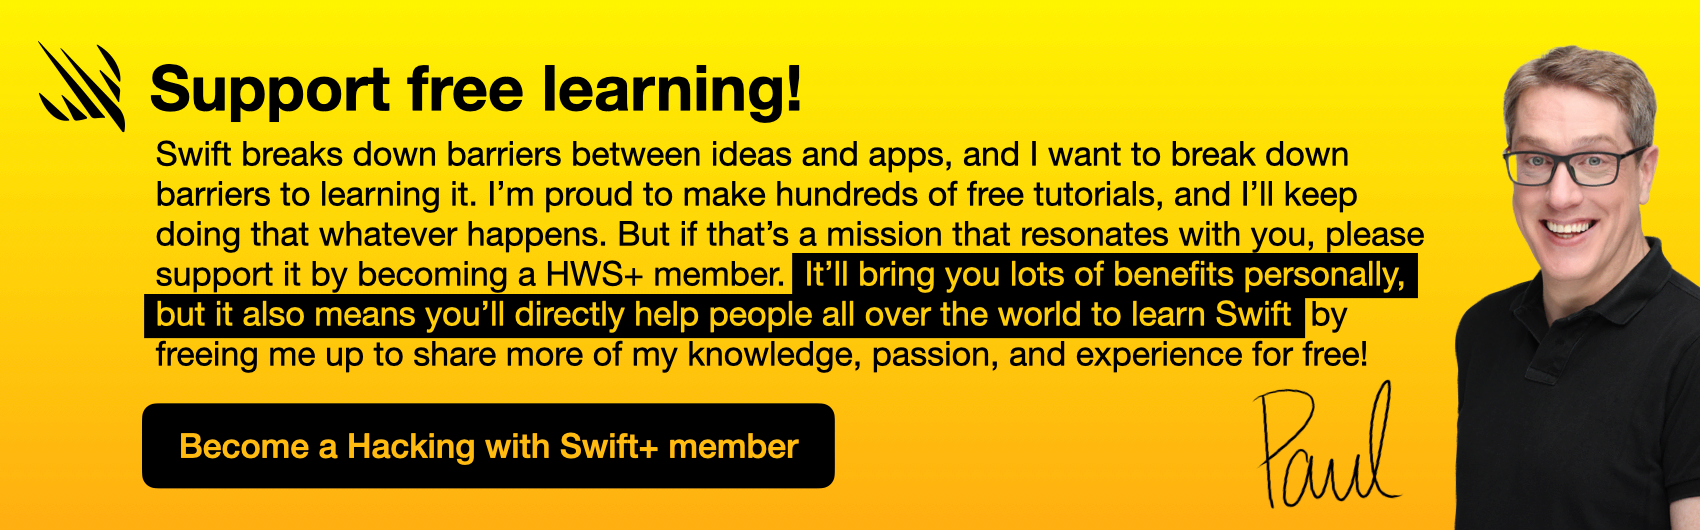 Support free learning!
Swift breaks down barriers between ideas and apps, and I want to break down
barriers to learning it. I’m proud to make hundreds of free tutorials, and I’ll keep
doing that whatever happens. But if that’s a mission that resonates with you, please
support it by becoming a HWS+ member. It’ll bring you lots of benefits personally,
but it also means you’ll directly help people all over the world to learn Swift by
freeing me up to share more of my knowledge, passion, and experience for free!
Become a Hacking with Swift+ member
Paul